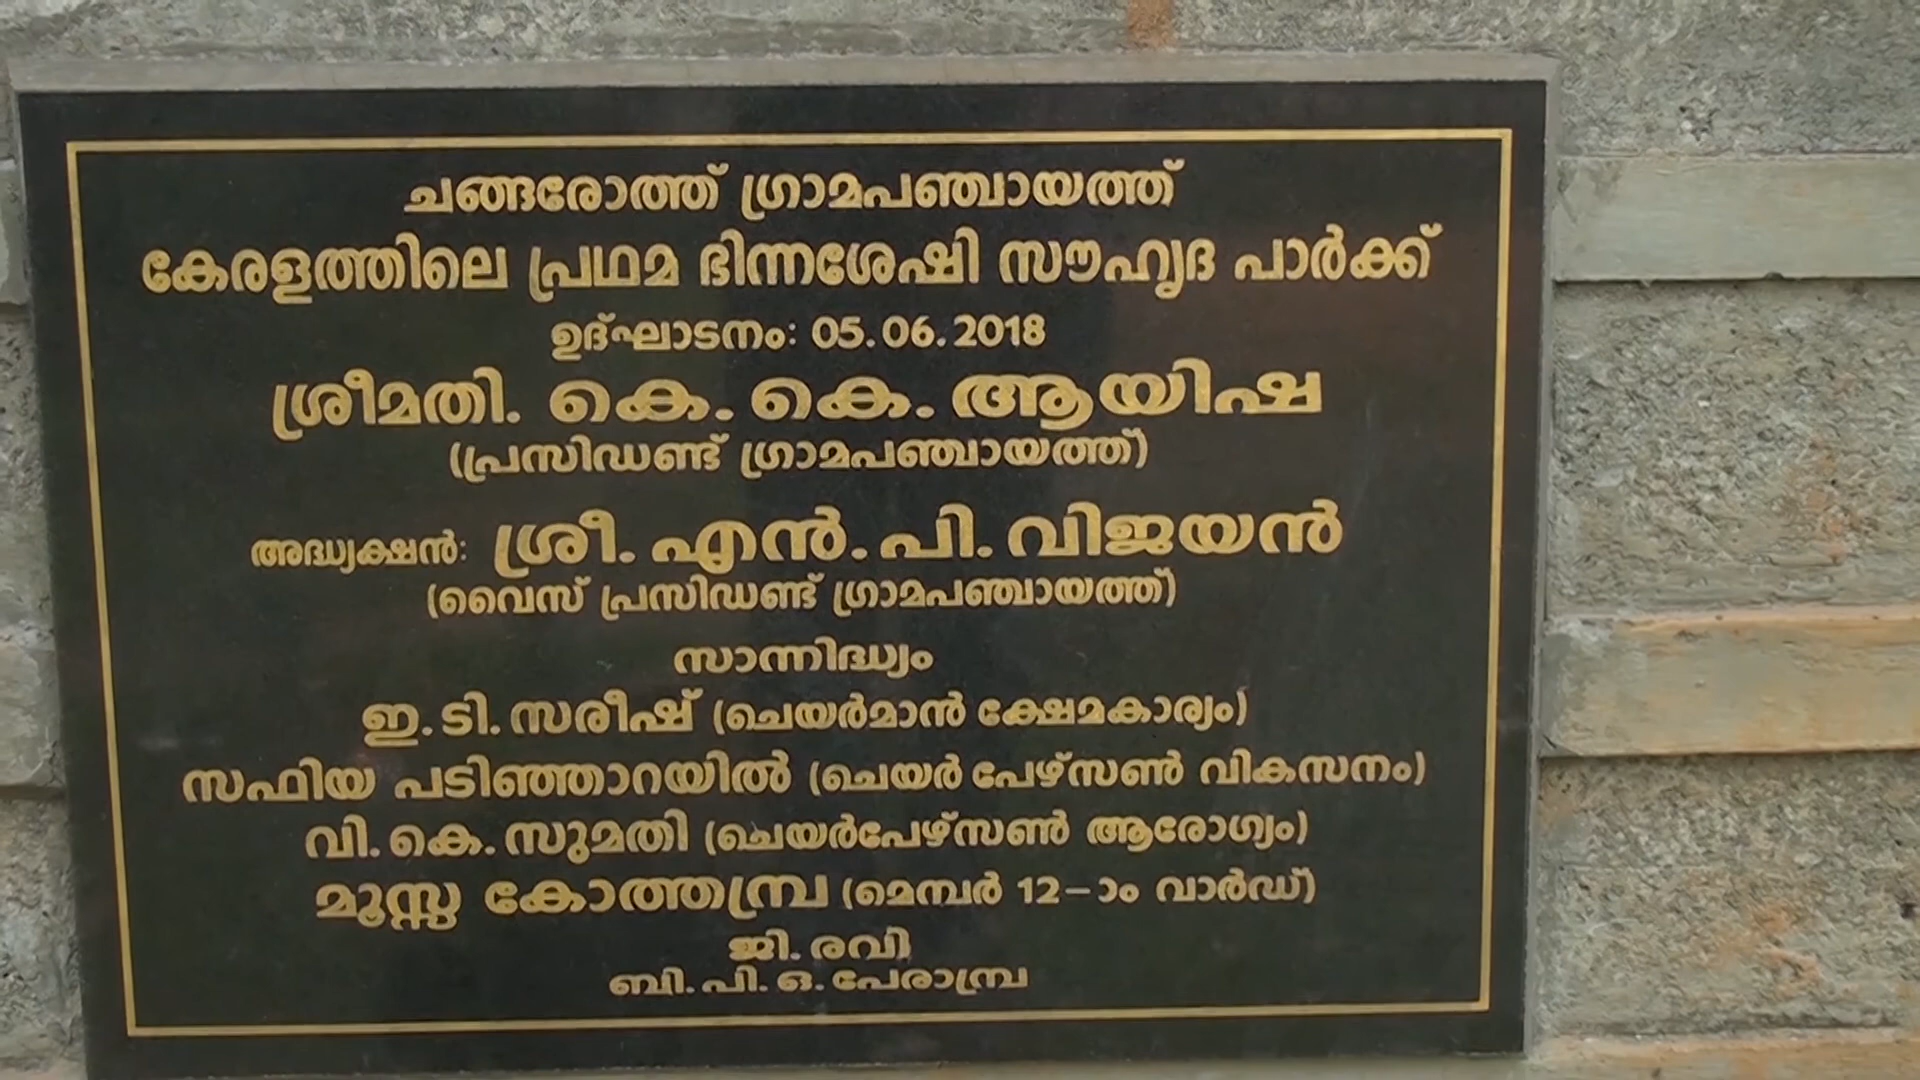 ചങ്ങരോത്ത് ഗ്രാമപഞ്ചായത്ത്
കേരളത്തിലെ പ്രഥമ ഭിന്നശേഷി സൗഹൃദ പാർക്ക്
ഉദ്ഘാടനം: 05.06.2018
ശ്രീമതി. കെ. കെ. ആയിഷ
(പ്രസിഡണ്ട് ഗ്രാമപഞ്ചായത്ത്)
അദ്ധ്യക്ഷൻ: ശ്രീ. എൻ. പി. വിജയൻ
(വൈസ് പ്രസിഡണ്ട് ഗ്രാമപഞ്ചായത്ത്)
സാന്നിദ്ധ്യം
ഇ. ടി. സരീഷ് (ചെയർമാൻ ക്ഷേമകാര്യം)
സഫിയ പടിഞ്ഞാറയിൽ (ചെയർ പേഴ്സൺ വികസനം)
വി. കെ. സുമതി (ചെയർപേഴ്സൺ ആരോഗ്യം)
മൂസ്സ കോത്തമ്പ്ര (മെമ്പർ 12-ാം വാർഡ്)
ജി. രവി
ബി. പി. ഒ. പേരാമ്പ്ര